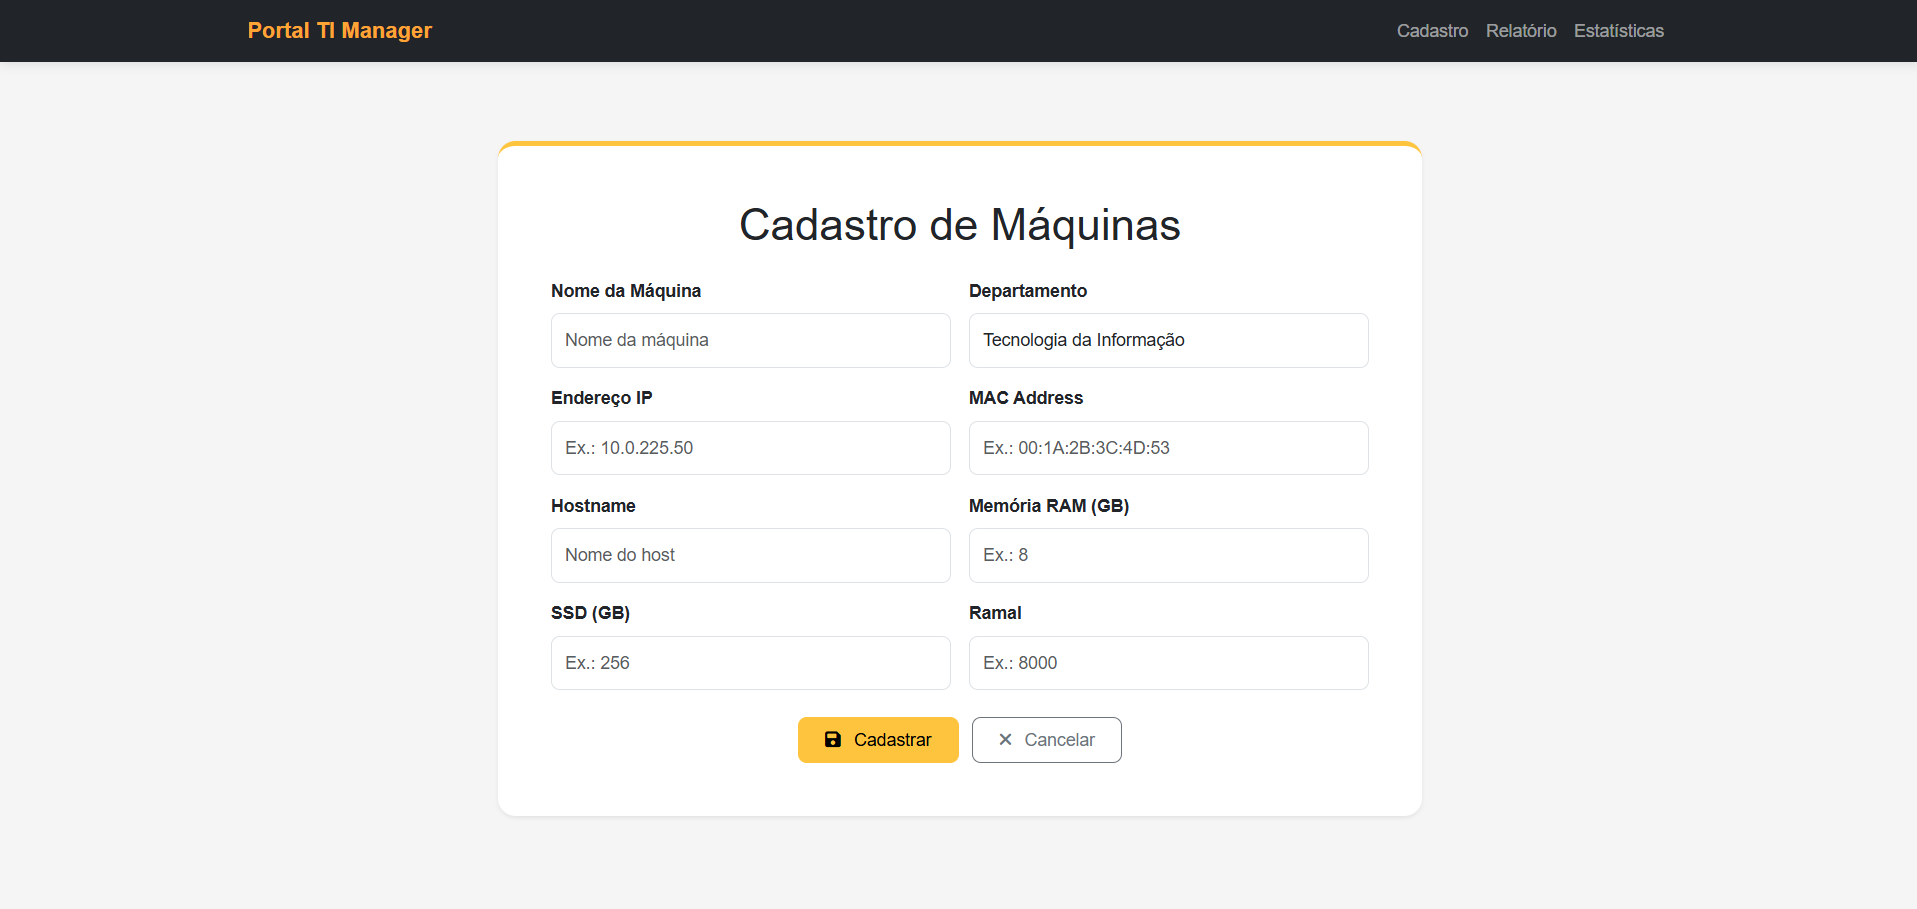 Portal TI Manager
Cadastro Relatório Estatísticas
Cadastro de Máquinas
Nome da Máquina
Nome da máquina
Departamento
Tecnologia da Informação
Endereço IP
Ex.: 10.0.225.50
MAC Address
Ex.: 00:1A:2B:3C:4D:53
Hostname
Nome do host
Memória RAM (GB)
Ex.: 8
SSD (GB)
Ex.: 256
Ramal
Ex.: 8000
Cadastrar
Cancelar